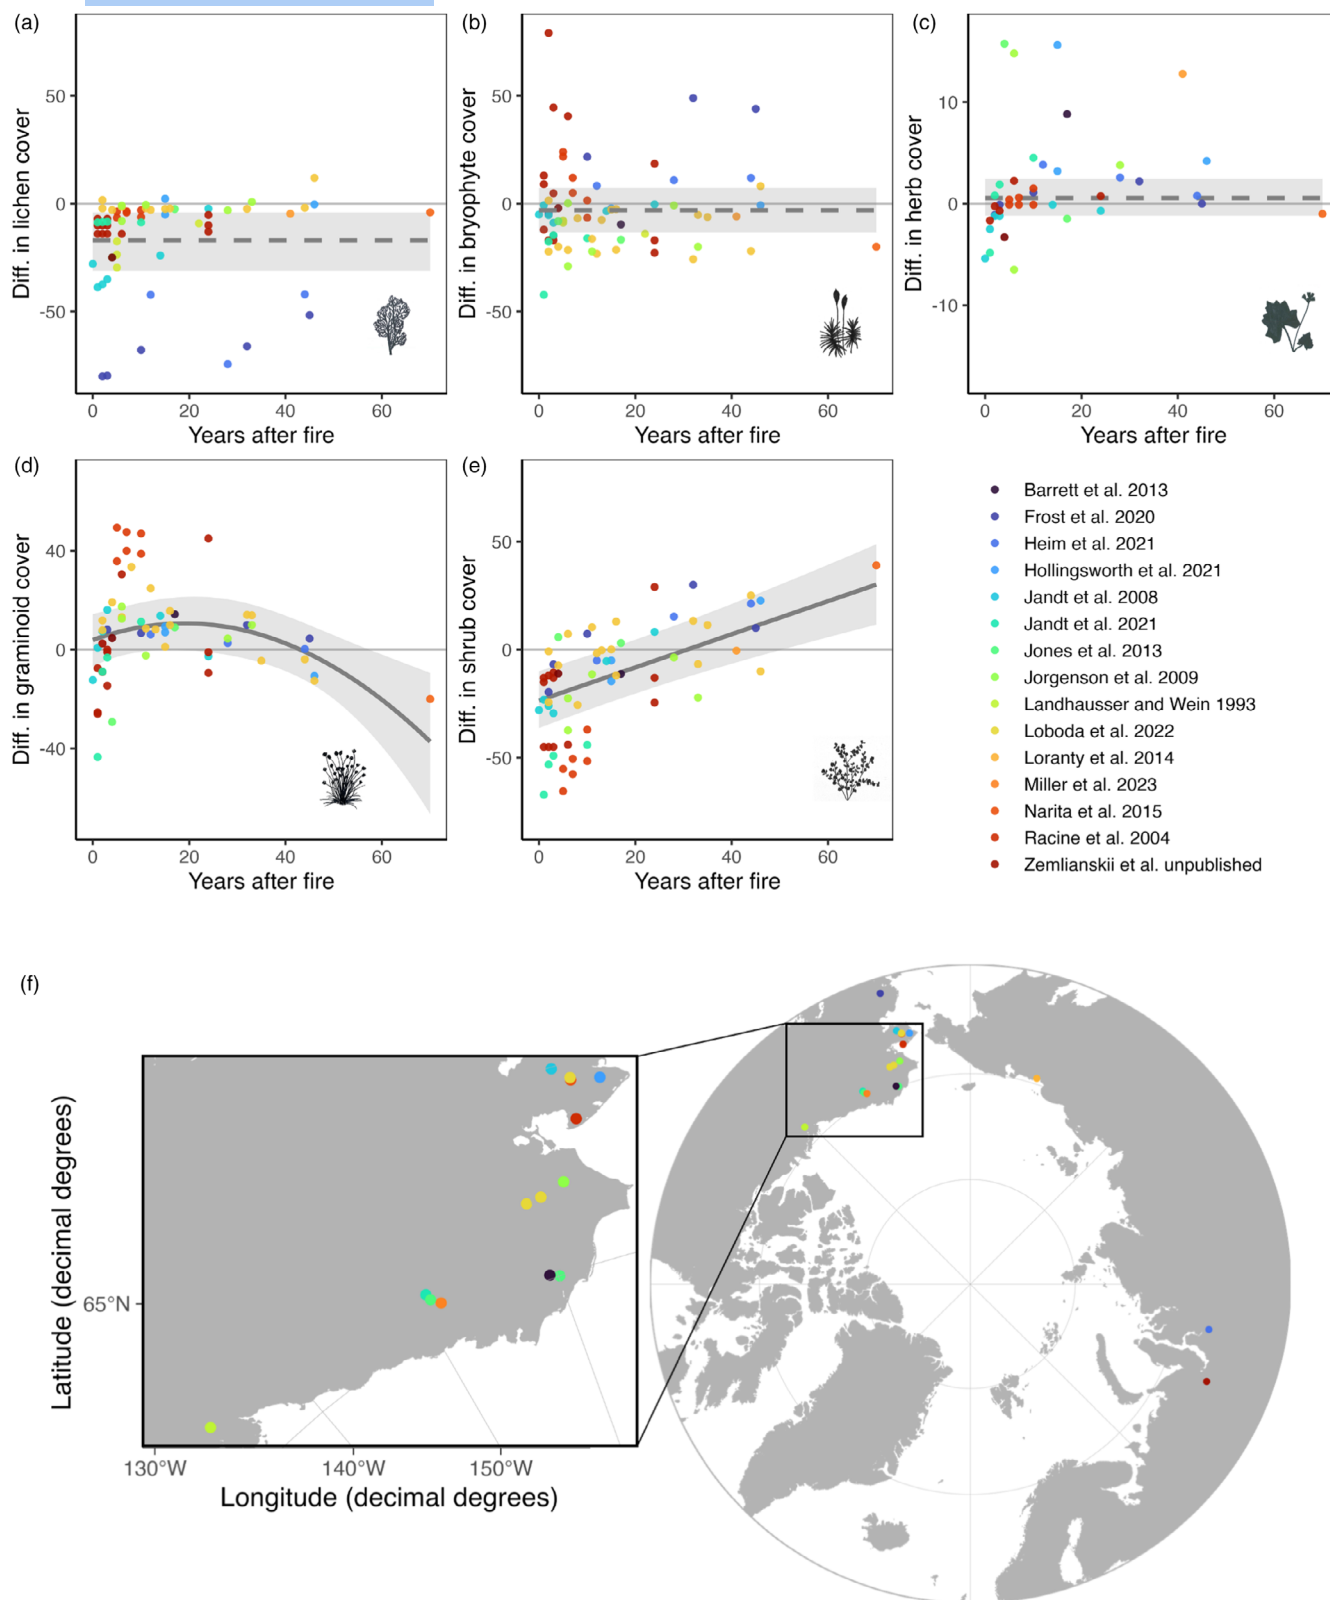 (a)
50
0
-50
Diff. in lichen cover
0
20
40
60
Years after fire
(b)
50
0
-50
Diff. in bryophyte cover
0
20
40
60
Years after fire
(c)
10
0
-10
Diff. in herb cover
0
20
40
60
Years after fire
(d)
40
0
-40
Diff. in graminoid cover
0
20
40
60
Years after fire
(e)
50
0
-50
Diff. in shrub cover
0
20
40
60
Years after fire
Barrett et al. 2013
Frost et al. 2020
Heim et al. 2021
Hollingsworth et al. 2021
Jandt et al. 2008
Jandt et al. 2021
Jones et al. 2013
Jorgenson et al. 2009
Landhausser and Wein 1993
Loboda et al. 2022
Loranty et al. 2014
Miller et al. 2023
Narita et al. 2015
Racine et al. 2004
Zemlianskii et al. unpublished
(f)
Latitude (decimal degrees)
65°N
130°W
140°W
150°W
Longitude (decimal degrees)